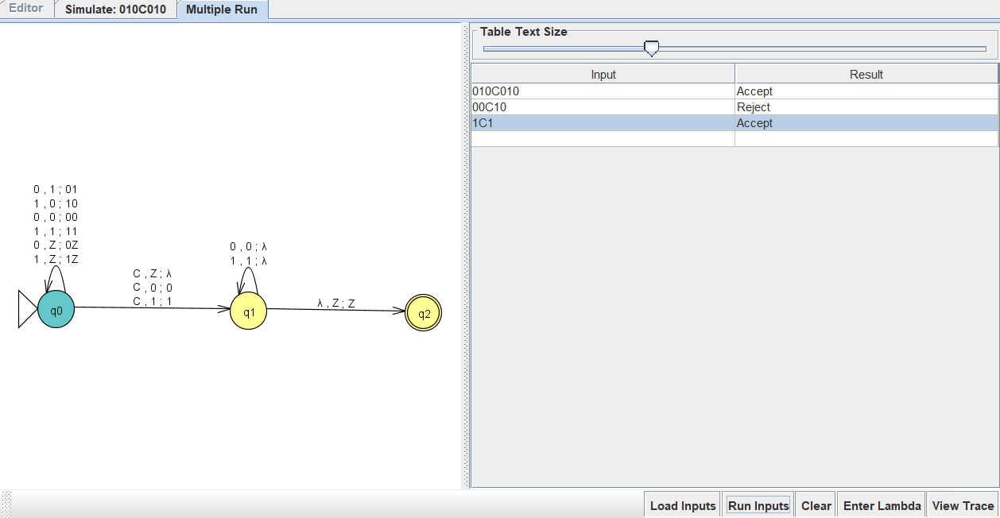 Editor
Simulate: 010C010
Multiple Run
Table Text Size
Input
Result
010C010
Accept
00C10
Reject
1C1
Accept
0 , 1 ; 01
1 , 0 ; 10
0 , 0 ; 00
1 , 1 ; 11
0 , Z ; 0Z
1 , Z ; 1Z
C , Z ; λ
C , 0 ; 0
C , 1 ; 1
0 , 0 ; λ
1 , 1 ; λ
λ , Z ; Z
q0
q1
q2
Load Inputs
Run Inputs
Clear
Enter Lambda
View Trace